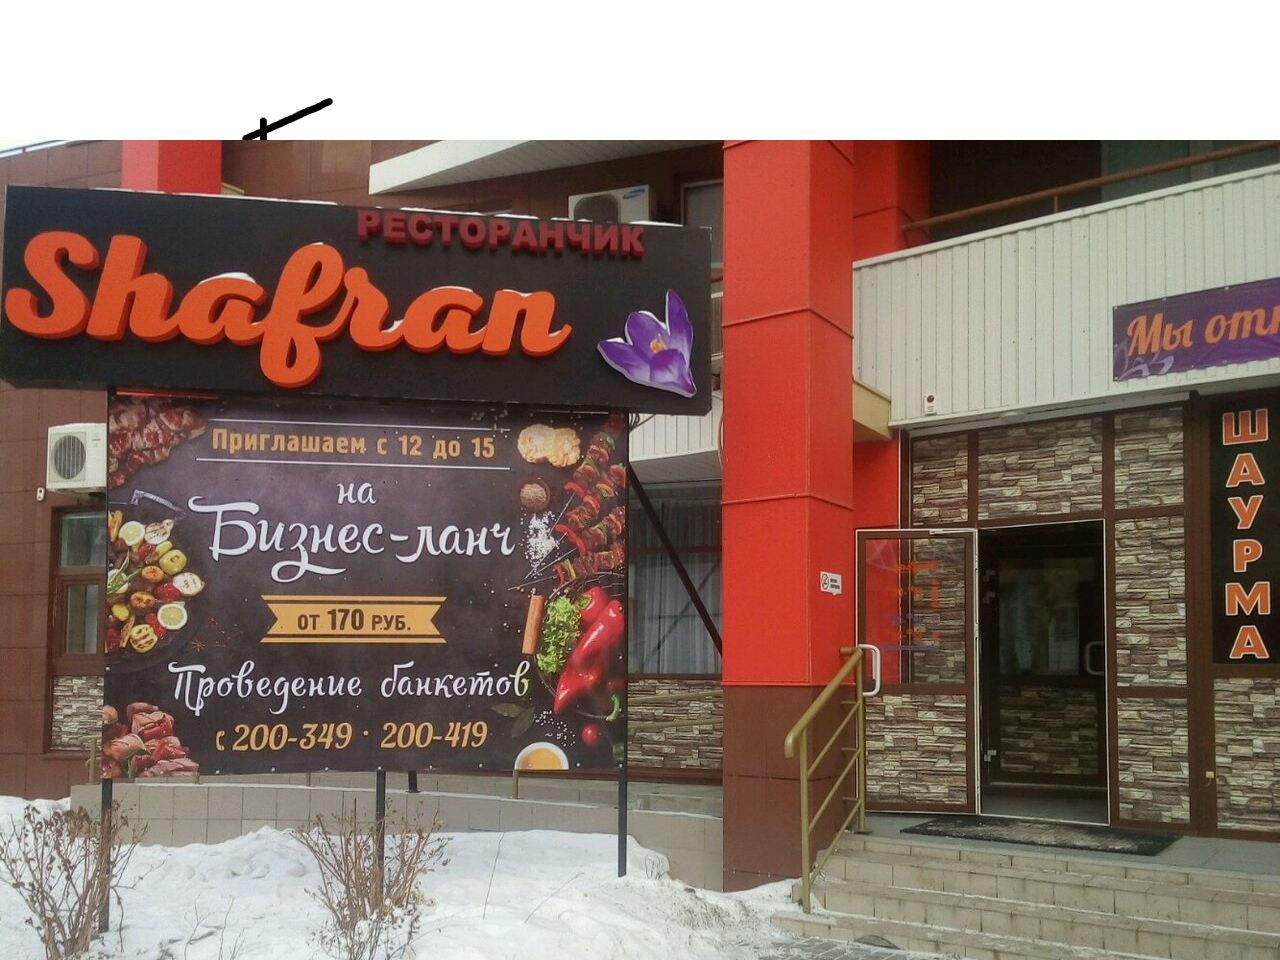 РЕСТОРАНЧИК
Shafran
Приглашаем с 12 до 15
на
Бизнес-ланч
от 170 РУБ.
Проведение банкетов
с 200-349 · 200-419
Мы
ШАУРМА